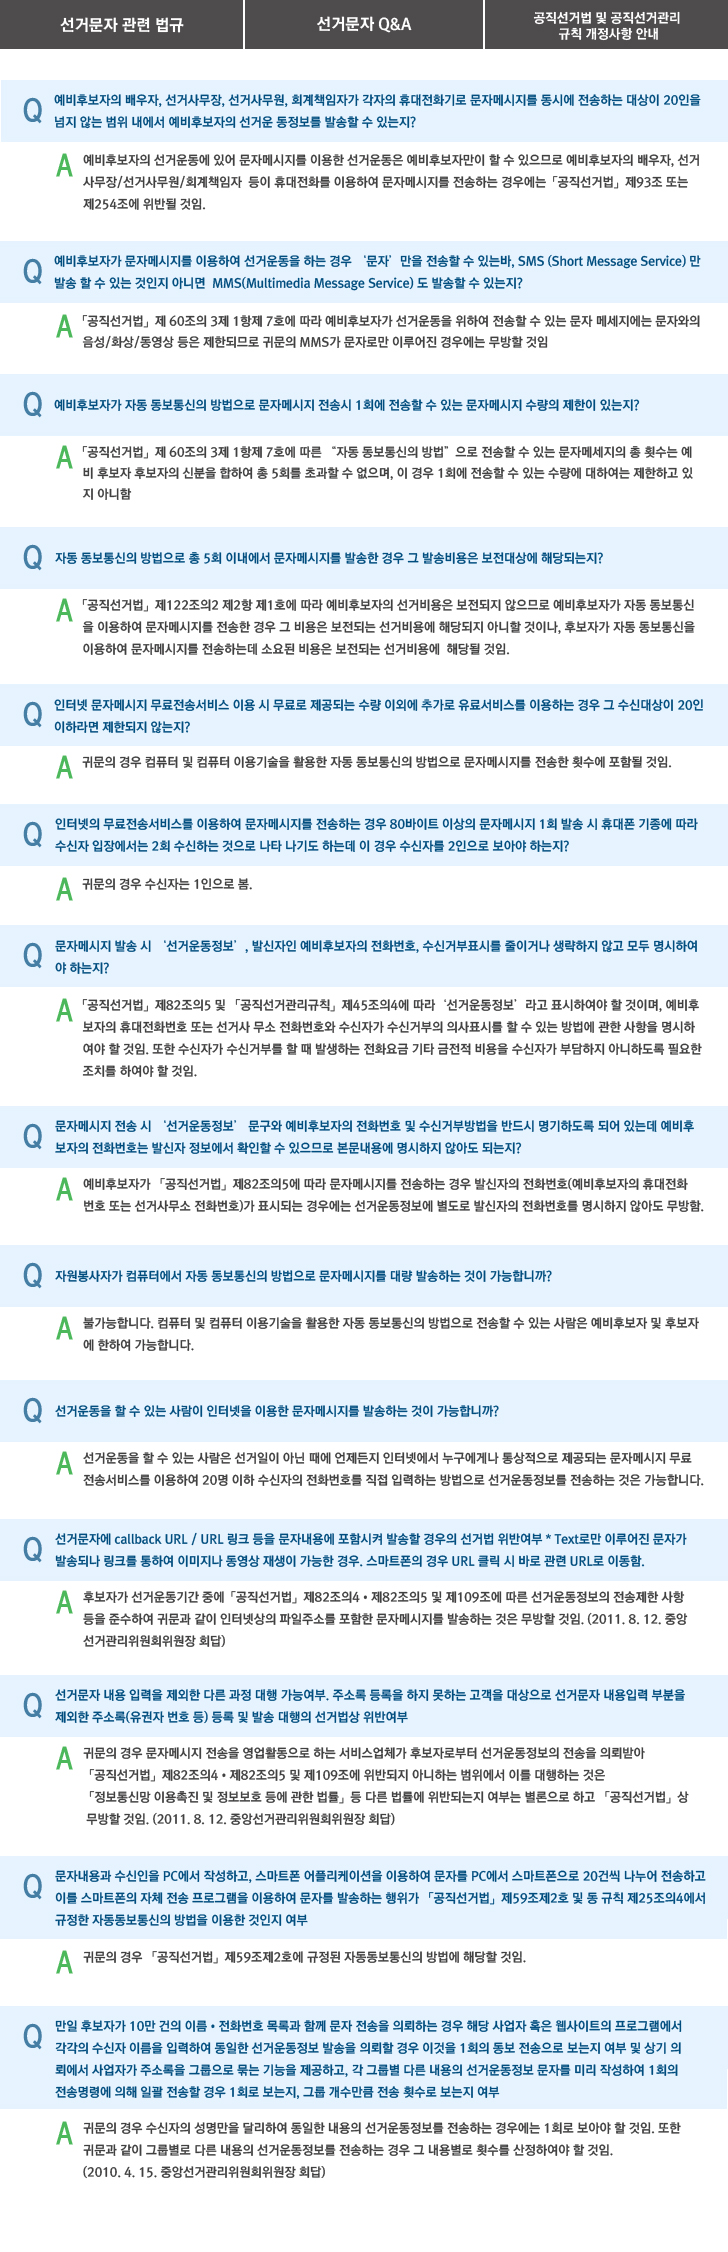 선거문자 관련 법규
선거문자 Q&A
공직선거법 및 공직선거관리
규칙 개정사항 안내
Q 예비후보자의 배우자, 선거사무장, 선거사무원, 회계책임자가 각자의 휴대전화기로 문자메시지를 동시에 전송하는 대상이 20인을
넘지 않는 범위 내에서 예비후보자의 선거운 동정보를 발송할 수 있는지?
A 예비후보자의 선거운동에 있어 문자메시지를 이용한 선거운동은 예비후보자만이 할 수 있으므로 예비후보자의 배우자, 선거
사무장/선거사무원/회계책임자 등이 휴대전화를 이용하여 문자메시지를 전송하는 경우에는「공직선거법」제93조 또는
제254조에 위반될 것임.
Q 예비후보자가 문자메시지를 이용하여 선거운동을 하는 경우 ‘문자’ 만을 전송할 수 있는바, SMS (Short Message Service) 만
발송 할 수 있는 것인지 아니면 MMS(Multimedia Message Service) 도 발송할 수 있는지?
A 「공직선거법」제 60조의 3제 1항제 7호에 따라 예비후보자가 선거운동을 위하여 전송할 수 있는 문자 메세지에는 문자와의
음성/화상/동영상 등은 제한되므로 귀문의 MMS가 문자로만 이루어진 경우에는 무방할 것임
Q 예비후보자가 자동 동보통신의 방법으로 문자메시지 전송시 1회에 전송할 수 있는 문자메시지 수량의 제한이 있는지?
A 「공직선거법」제 60조의 3제 1항제 7호에 따른 “자동 동보통신의 방법” 으로 전송할 수 있는 문자메세지의 총 횟수는 예
비 후보자 후보자의 신분을 합하여 총 5회를 초과할 수 없으며, 이 경우 1회에 전송할 수 있는 수량에 대하여는 제한하고 있
지 아니함
Q 자동 동보통신의 방법으로 총 5회 이내에서 문자메시지를 발송한 경우 그 발송비용은 보전대상에 해당되는지?
A 「공직선거법」제122조의2 제2항 제1호에 따라 예비후보자의 선거비용은 보전되지 않으므로 예비후보자가 자동 동보통신
을 이용하여 문자메시지를 전송한 경우 그 비용은 보전되는 선거비용에 해당되지 아니할 것이나, 후보자가 자동 동보통신을
이용하여 문자메시지를 전송하는데 소요된 비용은 보전되는 선거비용에 해당될 것임.
Q 인터넷 문자메시지 무료전송서비스 이용 시 무료로 제공되는 수량 이외에 추가로 유료서비스를 이용하는 경우 그 수신대상이 20인
이하라면 제한되지 않는지?
A 귀문의 경우 컴퓨터 및 컴퓨터 이용기술을 활용한 자동 동보통신의 방법으로 문자메시지를 전송한 횟수에 포함될 것임.
Q 인터넷의 무료전송서비스를 이용하여 문자메시지를 전송하는 경우 80바이트 이상의 문자메시지 1회 발송 시 휴대폰 기종에 따라
수신자 입장에서는 2회 수신하는 것으로 나타 나기도 하는데 이 경우 수신자를 2인으로 보아야 하는지?
A 귀문의 경우 수신자는 1인으로 봄.
Q 문자메시지 발송 시 ‘선거운동정보’ , 발신자인 예비후보자의 전화번호, 수신거부표시를 줄이거나 생략하지 않고 모두 명시하여
야 하는지?
A 「공직선거법」제82조의5 및 「공직선거관리규칙」제45조의4에 따라‘선거운동정보’라고 표시하여야 할 것이며, 예비후
보자의 휴대전화번호 또는 선거사 무소 전화번호와 수신자가 수신거부의 의사표시를 할 수 있는 방법에 관한 사항을 명시하
여야 할 것임. 또한 수신자가 수신거부를 할 때 발생하는 전화요금 기타 금전적 비용을 수신자가 부담하지 아니하도록 필요한
조치를 하여야 할 것임.
Q 문자메시지 전송 시 ‘선거운동정보’ 문구와 예비후보자의 전화번호 및 수신거부방법을 반드시 명기하도록 되어 있는데 예비후
보자의 전화번호는 발신자 정보에서 확인할 수 있으므로 본문내용에 명시하지 않아도 되는지?
A 예비후보자가 「공직선거법」제82조의5에 따라 문자메시지를 전송하는 경우 발신자의 전화번호(예비후보자의 휴대전화
번호 또는 선거사무소 전화번호)가 표시되는 경우에는 선거운동정보에 별도로 발신자의 전화번호를 명시하지 않아도 무방함.
Q 자원봉사자가 컴퓨터에서 자동 동보통신의 방법으로 문자메시지를 대량 발송하는 것이 가능합니까?
A 불가능합니다. 컴퓨터 및 컴퓨터 이용기술을 활용한 자동 동보통신의 방법으로 전송할 수 있는 사람은 예비후보자 및 후보자
에 한하여 가능합니다.
Q 선거운동을 할 수 있는 사람이 인터넷을 이용한 문자메시지를 발송하는 것이 가능합니까?
A 선거운동을 할 수 있는 사람은 선거일이 아닌 때에 언제든지 인터넷에서 누구에게나 통상적으로 제공되는 문자메시지 무료
전송서비스를 이용하여 20명 이하 수신자의 전화번호를 직접 입력하는 방법으로 선거운동정보를 전송하는 것은 가능합니다.
Q 선거문자에 callback URL / URL 링크 등을 문자내용에 포함시켜 발송할 경우의 선거법 위반여부 * Text로만 이루어진 문자가
발송되나 링크를 통하여 이미지나 동영상 재생이 가능한 경우. 스마트폰의 경우 URL 클릭 시 바로 관련 URL로 이동함.
A 후보자가 선거운동기간 중에「공직선거법」제82조의4 • 제82조의5 및 제109조에 따른 선거운동정보의 전송제한 사항
등을 준수하여 귀문과 같이 인터넷상의 파일주소를 포함한 문자메시지를 발송하는 것은 무방할 것임. (2011. 8. 12. 중앙
선거관리위원회위원장 회답)
Q 선거문자 내용 입력을 제외한 다른 과정 대행 가능여부. 주소록 등록을 하지 못하는 고객을 대상으로 선거문자 내용입력 부분을
제외한 주소록(유권자 번호 등) 등록 및 발송 대행의 선거법상 위반여부
A 귀문의 경우 문자메시지 전송을 영업활동으로 하는 서비스업체가 후보자로부터 선거운동정보의 전송을 의뢰받아
「공직선거법」제82조의4 • 제82조의5 및 제109조에 위반되지 아니하는 범위에서 이를 대행하는 것은
「정보통신망 이용촉진 및 정보보호 등에 관한 법률」등 다른 법률에 위반되는지 여부는 별론으로 하고 「공직선거법」상
무방할 것임. (2011. 8. 12. 중앙선거관리위원회위원장 회답)
Q 문자내용과 수신인을 PC에서 작성하고, 스마트폰 어플리케이션을 이용하여 문자를 PC에서 스마트폰으로 20건씩 나누어 전송하고
이를 스마트폰의 자체 전송 프로그램을 이용하여 문자를 발송하는 행위가 「공직선거법」제59조제2호 및 동 규칙 제25조의4에서
규정한 자동동보통신의 방법을 이용한 것인지 여부
A 귀문의 경우 「공직선거법」제59조제2호에 규정된 자동동보통신의 방법에 해당할 것임.
Q 만일 후보자가 10만 건의 이름 • 전화번호 목록과 함께 문자 전송을 의뢰하는 경우 해당 사업자 혹은 웹사이트의 프로그램에서
각각의 수신자 이름을 입력하여 동일한 선거운동정보 발송을 의뢰할 경우 이것을 1회의 동보 전송으로 보는지 여부 및 상기 의
뢰에서 사업자가 주소록을 그룹으로 묶는 기능을 제공하고, 각 그룹별 다른 내용의 선거운동정보 문자를 미리 작성하여 1회의
전송명령에 의해 일괄 전송할 경우 1회로 보는지, 그룹 개수만큼 전송 횟수로 보는지 여부
A 귀문의 경우 수신자의 성명만을 달리하여 동일한 내용의 선거운동정보를 전송하는 경우에는 1회로 보아야 할 것임. 또한
귀문과 같이 그룹별로 다른 내용의 선거운동정보를 전송하는 경우 그 내용별로 횟수를 산정하여야 할 것임.
(2010. 4. 15. 중앙선거관리위원회위원장 회답)